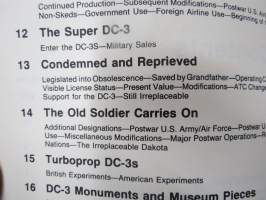 Continued Production—Subsequent Modifications—Postwar U.S.
Non-Skeds—Government Use—Foreign Airline Use—Beginning of
12 The Super DC-3
Enter the DC-3S—Military Sales
13 Condemned and Reprieved
Legislated into Obsolescence—Saved by Grandfather—Operating
Visible License Status—Present Value—Modifications—ATC Change
Support for the DC-3—Still Irreplaceable
14 The Old Soldier Carries On
Additional Designations—Postwar U.S. Army/Air Force—Postwar U.
Use—Miscellaneous Modifications—Major Postwar Operators—
Nations—The Irreplaceable Dakota
15 Turboprop DC-3s
British Experiments—American Experiments
16 DC-3 Monuments and Museum Pieces